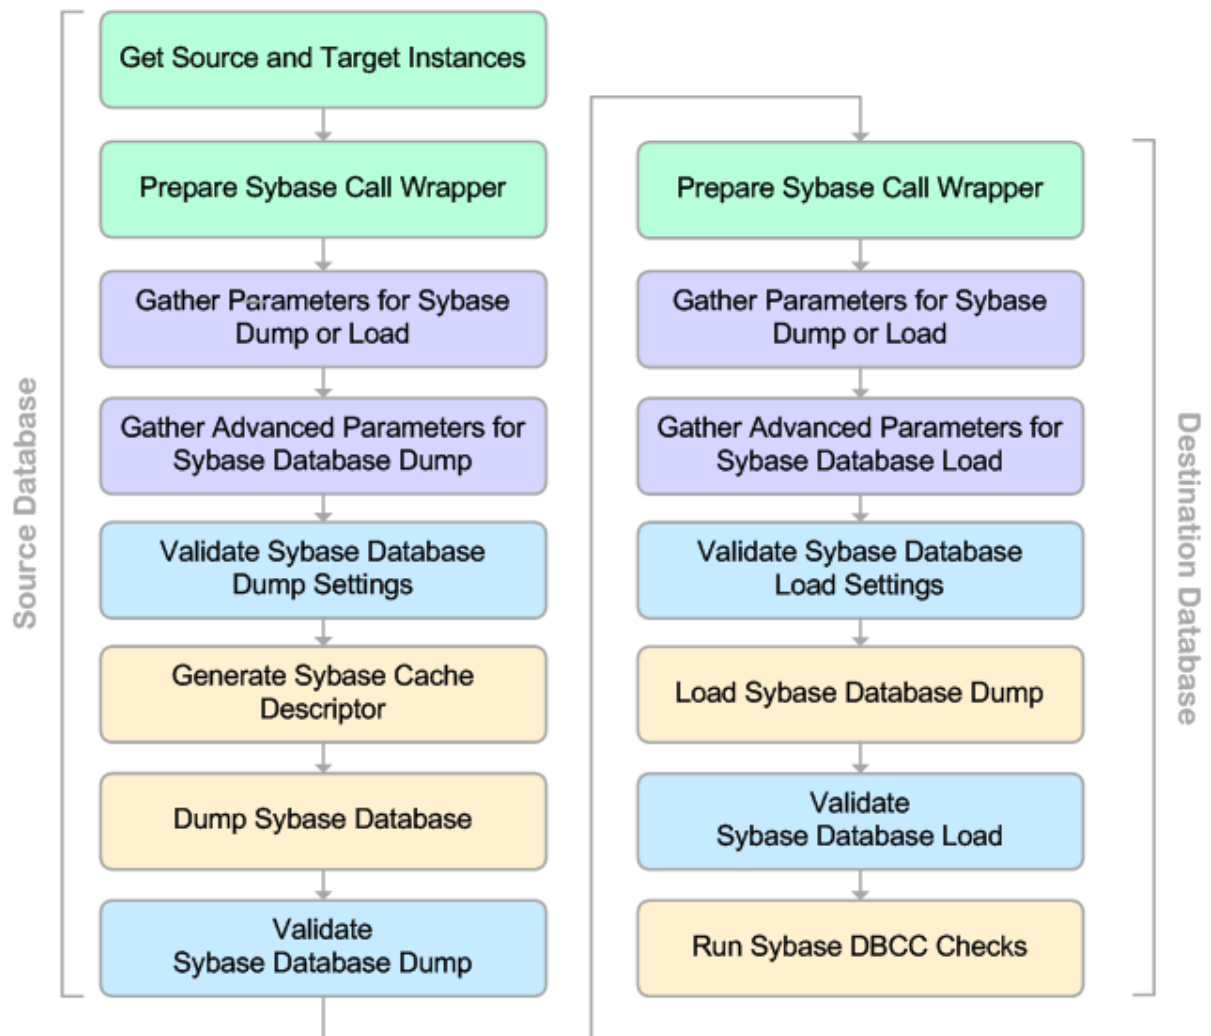 Source Database
Get Source and Target Instances
Prepare Sybase Call Wrapper
Gather Parameters for Sybase
Dump or Load
Gather Advanced Parameters for
Sybase Database Dump
Validate Sybase Database
Dump Settings
Generate Sybase Cache
Descriptor
Dump Sybase Database
Validate
Sybase Database Dump
Prepare Sybase Call Wrapper
Gather Parameters for Sybase
Dump or Load
Gather Advanced Parameters for
Sybase Database Load
Validate Sybase Database
Load Settings
Load Sybase Database Dump
Validate
Sybase Database Load
Run Sybase DBCC Checks
Destination Database